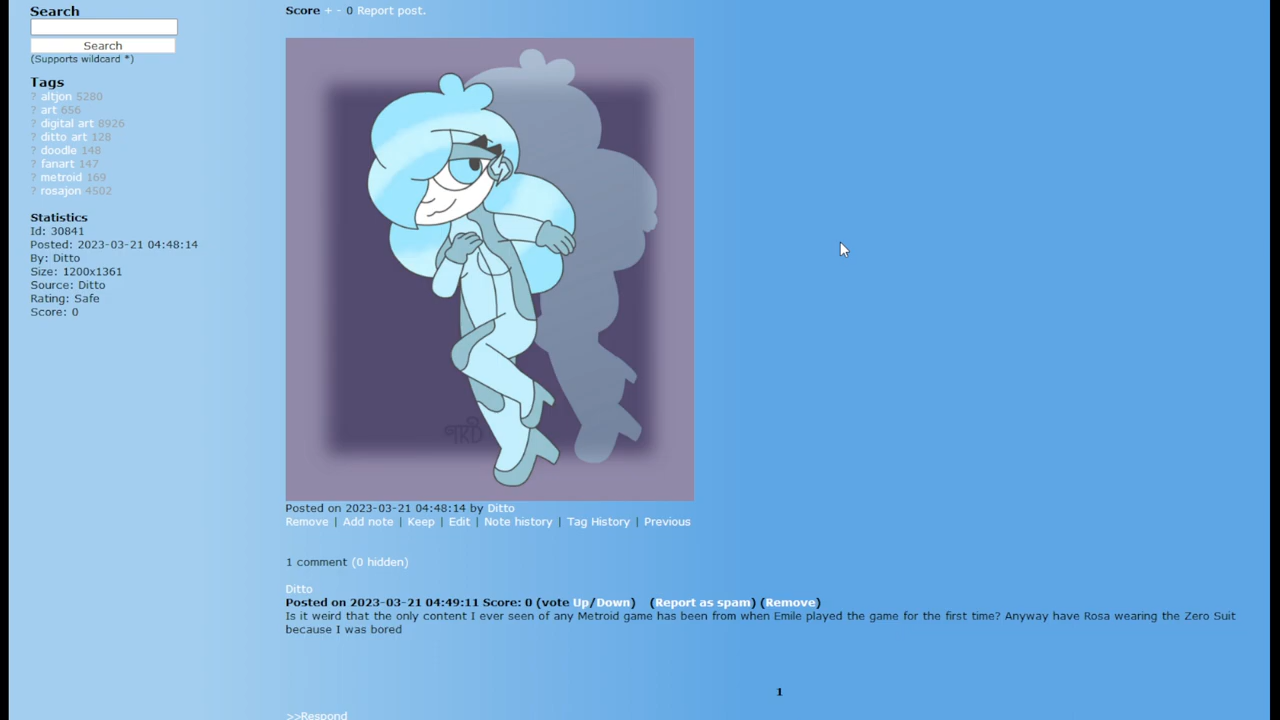 Search
Search
(Supports wildcard *)
Tags
? altjon 5280
? art 656
? digital art 8926
? ditto art 128
? doodle 148
? fanart 147
? metroid 169
? rosajon 4502
Statistics
Id: 30841
Posted: 2023-03-21 04:48:14
By: Ditto
Size: 1200x1361
Source: Ditto
Rating: Safe
Score: 0
Score + - 0 Report post.
Posted on 2023-03-21 04:48:14 by Ditto
Remove | Add note | Keep | Edit | Note history | Tag History | Previous
1 comment (0 hidden)
Ditto
Posted on 2023-03-21 04:49:11 Score: 0 (vote Up/Down) (Report as spam) (Remove)
Is it weird that the only content I ever seen of any Metroid game has been from when Emile played the game for the first time? Anyway have Rosa wearing the Zero Suit
because I was bored
1
>>Respond